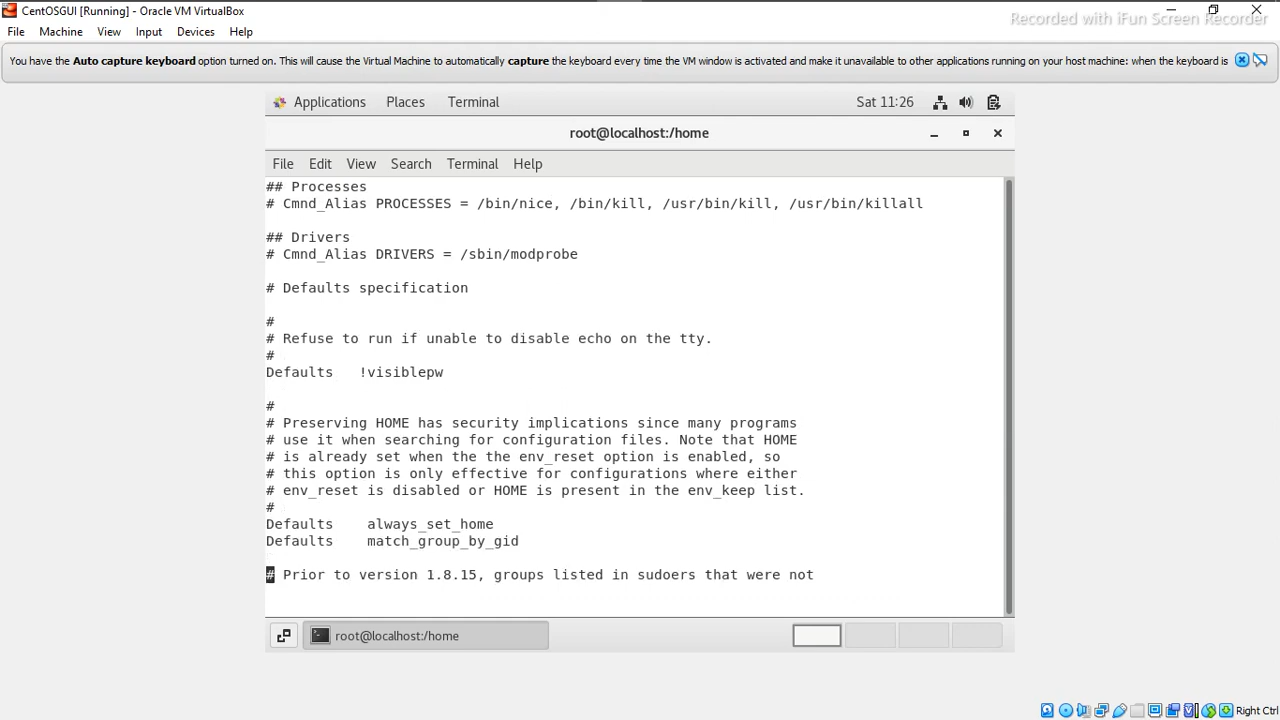 CentOSGUI [Running] - Oracle VM VirtualBox
Recorded with iFun Screen Recorder
File Machine View Input Devices Help
You have the Auto capture keyboard option turned on. This will cause the Virtual Machine to automatically capture the keyboard every time the VM window is activated and make it unavailable to other applications running on your host machine: when the keyboard is
Applications Places Terminal Sat 11:26
root@localhost:/home
File Edit View Search Terminal Help
## Processes
# Cmnd_Alias PROCESSES = /bin/nice, /bin/kill, /usr/bin/kill, /usr/bin/killall
## Drivers
# Cmnd_Alias DRIVERS = /sbin/modprobe
# Defaults specification
#
# Refuse to run if unable to disable echo on the tty.
#
Defaults !visiblepw
#
# Preserving HOME has security implications since many programs
# use it when searching for configuration files. Note that HOME
# is already set when the the env_reset option is enabled, so
# this option is only effective for configurations where either
# env_reset is disabled or HOME is present in the env_keep list.
#
Defaults always_set_home
Defaults match_group_by_gid
# Prior to version 1.8.15, groups listed in sudoers that were not
root@localhost:/home
Right Ctrl